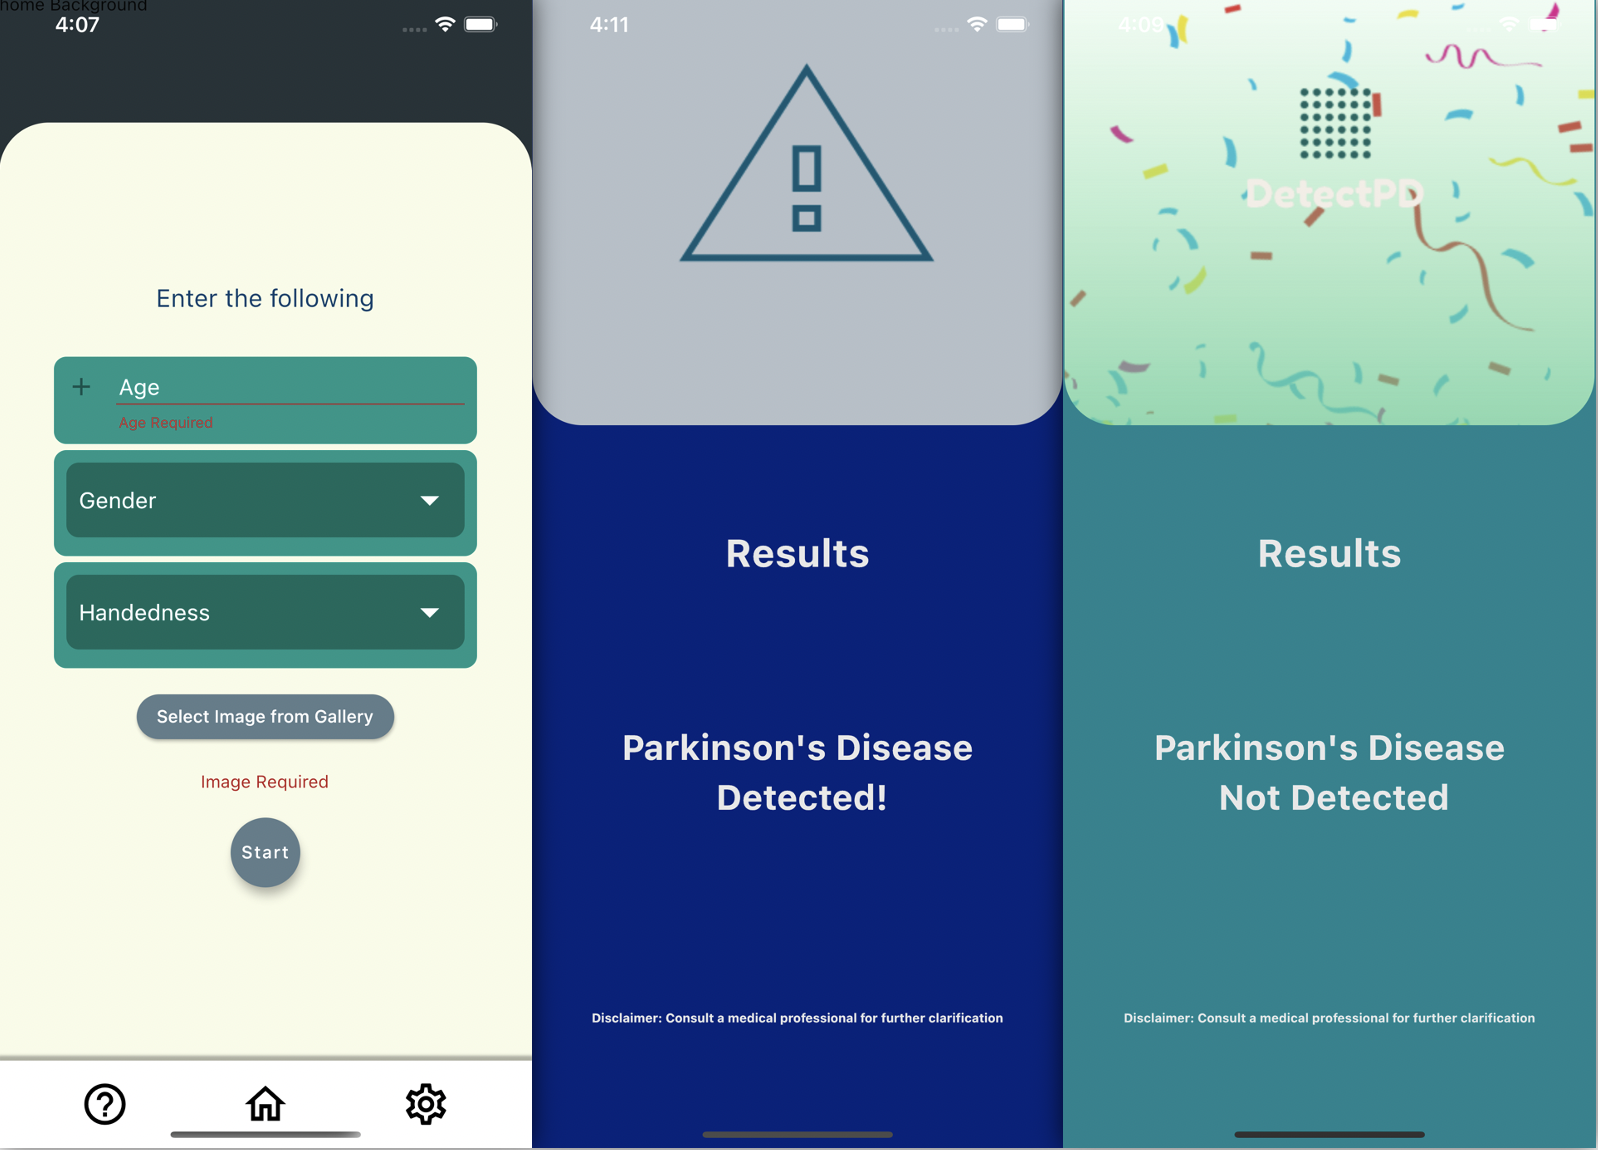 home Background
4:07
Enter the following
Age
Age Required
Gender
Handedness
Select Image from Gallery
Image Required
Start
4:11
Results
Parkinson's Disease
Detected!
Disclaimer: Consult a medical professional for further clarification
4:09
DetectPD
Results
Parkinson's Disease
Not Detected
Disclaimer: Consult a medical professional for further clarification